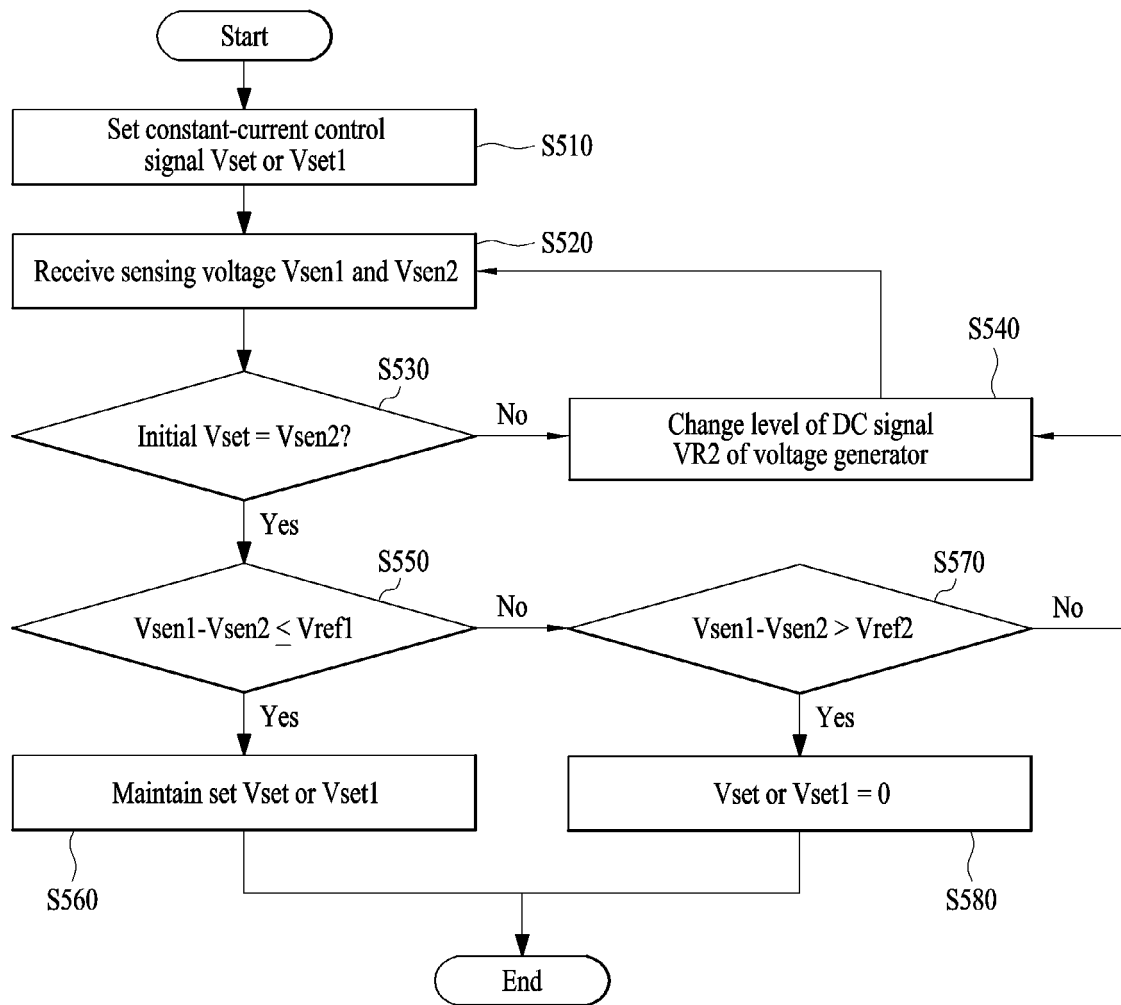 Start
Set constant-current control
signal Vset or Vset1
S510
S520
Receive sensing voltage Vsen1 and Vsen2
S540
S530
Initial Vset = Vsen2?
No
Change level of DC signal
VR2 of voltage generator
Yes
S550
S570
Vsen1-Vsen2 ≤ Vref1
No
Vsen1-Vsen2 > Vref2
No
Yes
Yes
Maintain set Vset or Vset1
Vset or Vset1 = 0
S560
S580
End